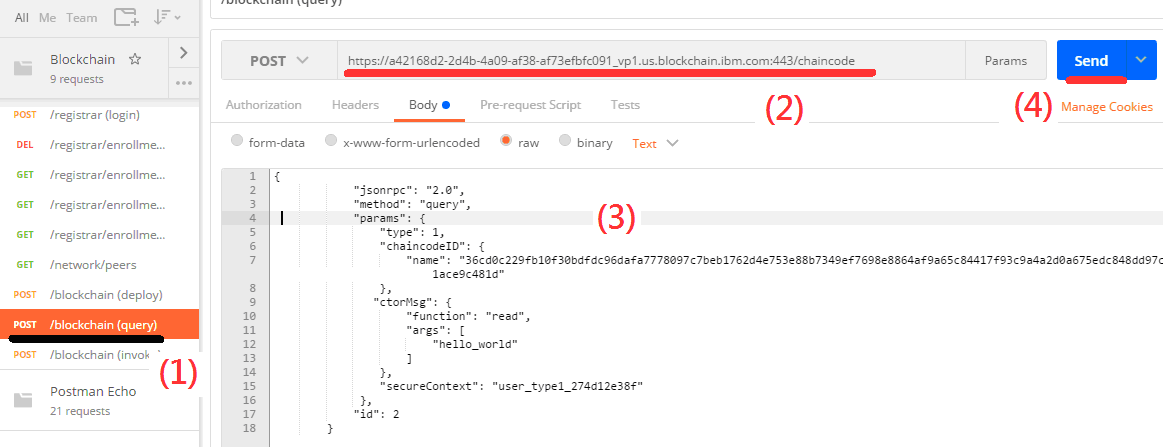 /blockchain (query)
All Me Team
Blockchain
9 requests
POST /registrar (login)
DEL /registrar/enrollme...
GET /registrar/enrollme...
GET /registrar/enrollme...
GET /registrar/enrollme...
GET /network/peers
POST /blockchain (deploy)
POST /blockchain (query)
POST /blockchain (invok
(1)
Postman Echo
21 requests
POST https://a42168d2-2d4b-4a09-af38-af73efbfc091_vp1.us.blockchain.ibm.com:443/chaincode Params Send
(2)
(4)
Authorization Headers Body Pre-request Script Tests Manage Cookies
form-data x-www-form-urlencoded raw binary Text
1 {
2 "jsonrpc": "2.0",
3 "method": "query",
(3)
4 "params": {
5 "type": 1,
6 "chaincodeID": {
7 "name": "36cd0c229fb10f30bdfdc96dafa7778097c7beb1762d4e753e88b7349ef7698e8864af9a65c84417f93c9a4a2d0a675edc848dd97c
1ace9c481d"
8 },
9 "ctorMsg": {
10 "function": "read",
11 "args": [
12 "hello_world"
13 ]
14 },
15 "secureContext": "user_type1_274d12e38f"
16 },
17 "id": 2
18 }